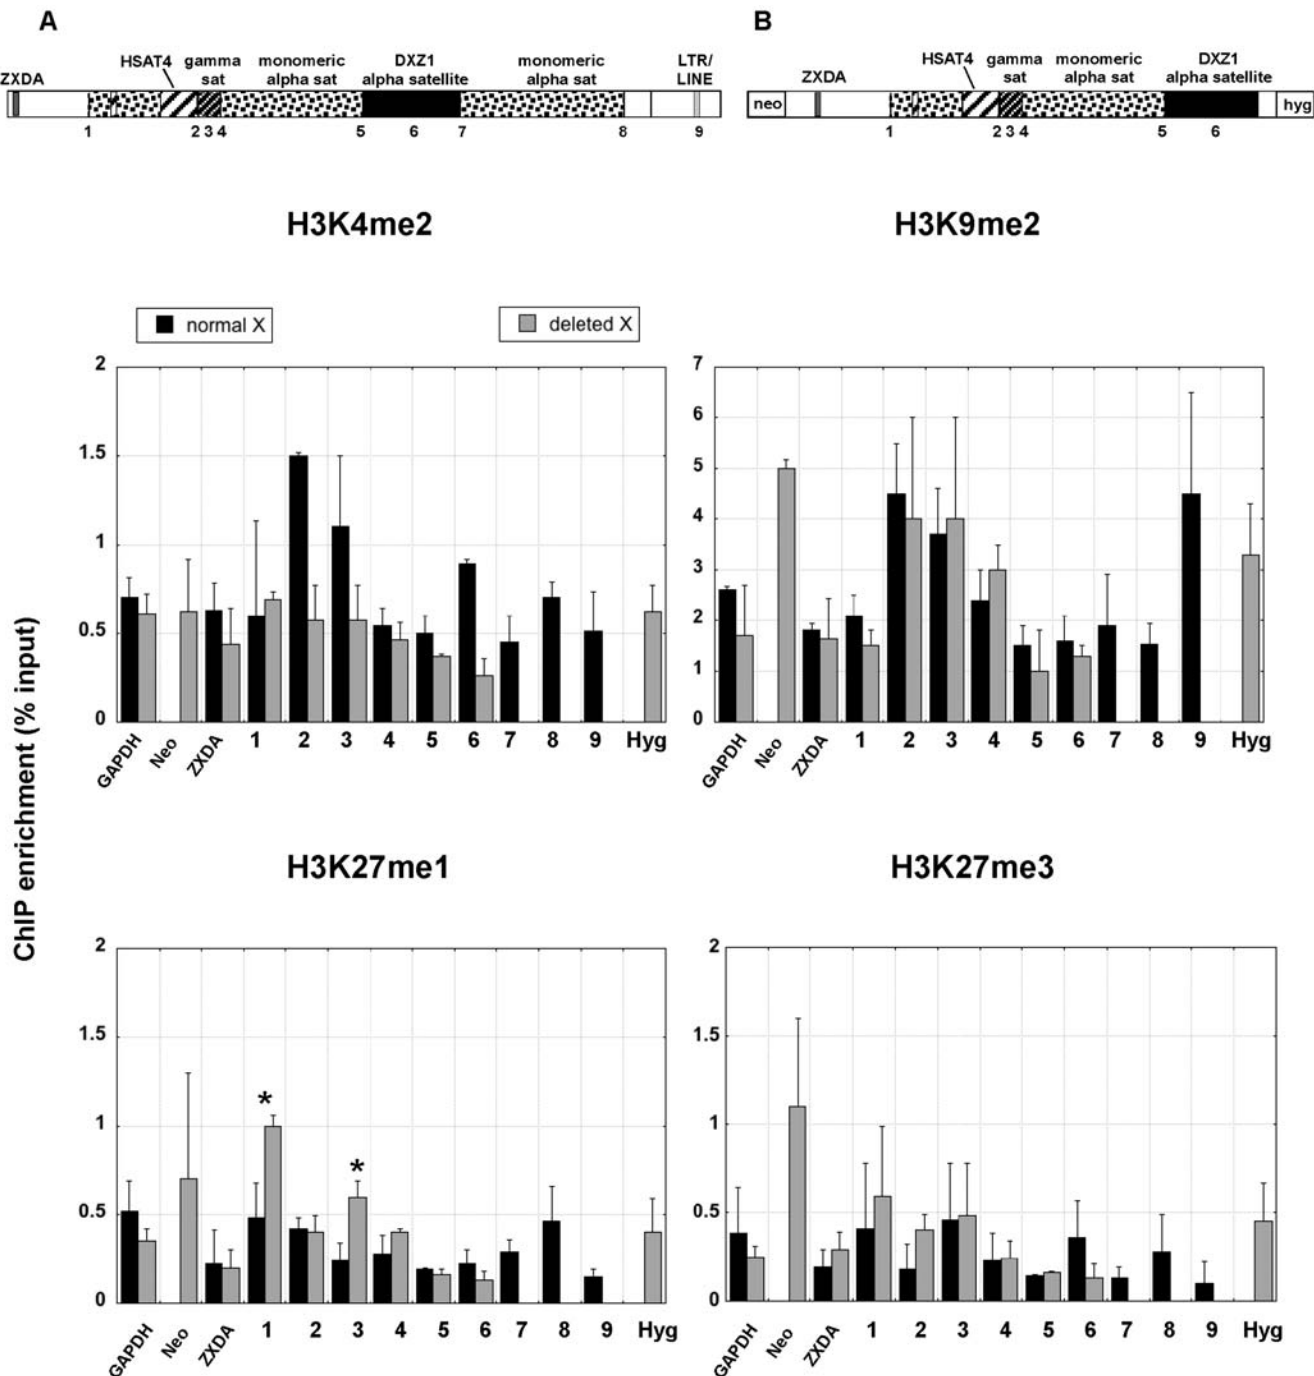 A
B
HSAT4 gamma sat monomeric alpha sat DXZ1 alpha satellite monomeric alpha sat LTR/ LINE
ZXDA
1 2 3 4 5 6 7 8 9
HSAT4 gamma sat monomeric alpha sat DXZ1 alpha satellite
ZXDA
neo hyg
1 2 3 4 5 6
H3K4me2
H3K9me2
normal X
deleted X
ChIP enrichment (% input)
2
1.5
1
0.5
0
GAPDH Neo ZXDA 1 2 3 4 5 6 7 8 9 Hyg
7
6
5
4
3
2
1
0
GAPDH Neo ZXDA 1 2 3 4 5 6 7 8 9 Hyg
H3K27me1
H3K27me3
2
1.5
1
0.5
0
* *
GAPDH Neo ZXDA 1 2 3 4 5 6 7 8 9 Hyg
2
1.5
1
0.5
0
GAPDH Neo ZXDA 1 2 3 4 5 6 7 8 9 Hyg